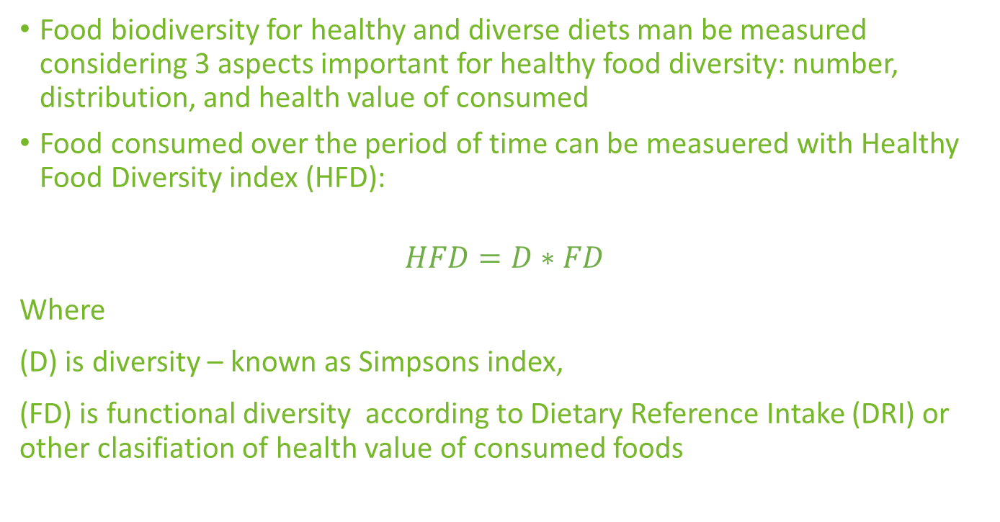 • Food biodiversity for healthy and diverse diets man be measured
considering 3 aspects important for healthy food diversity: number,
distribution, and health value of consumed
• Food consumed over the period of time can be measuered with Healthy
Food Diversity index (HFD):
HFD = D ∗ FD
Where
(D) is diversity – known as Simpsons index,
(FD) is functional diversity  according to Dietary Reference Intake (DRI) or
other clasifiation of health value of consumed foods